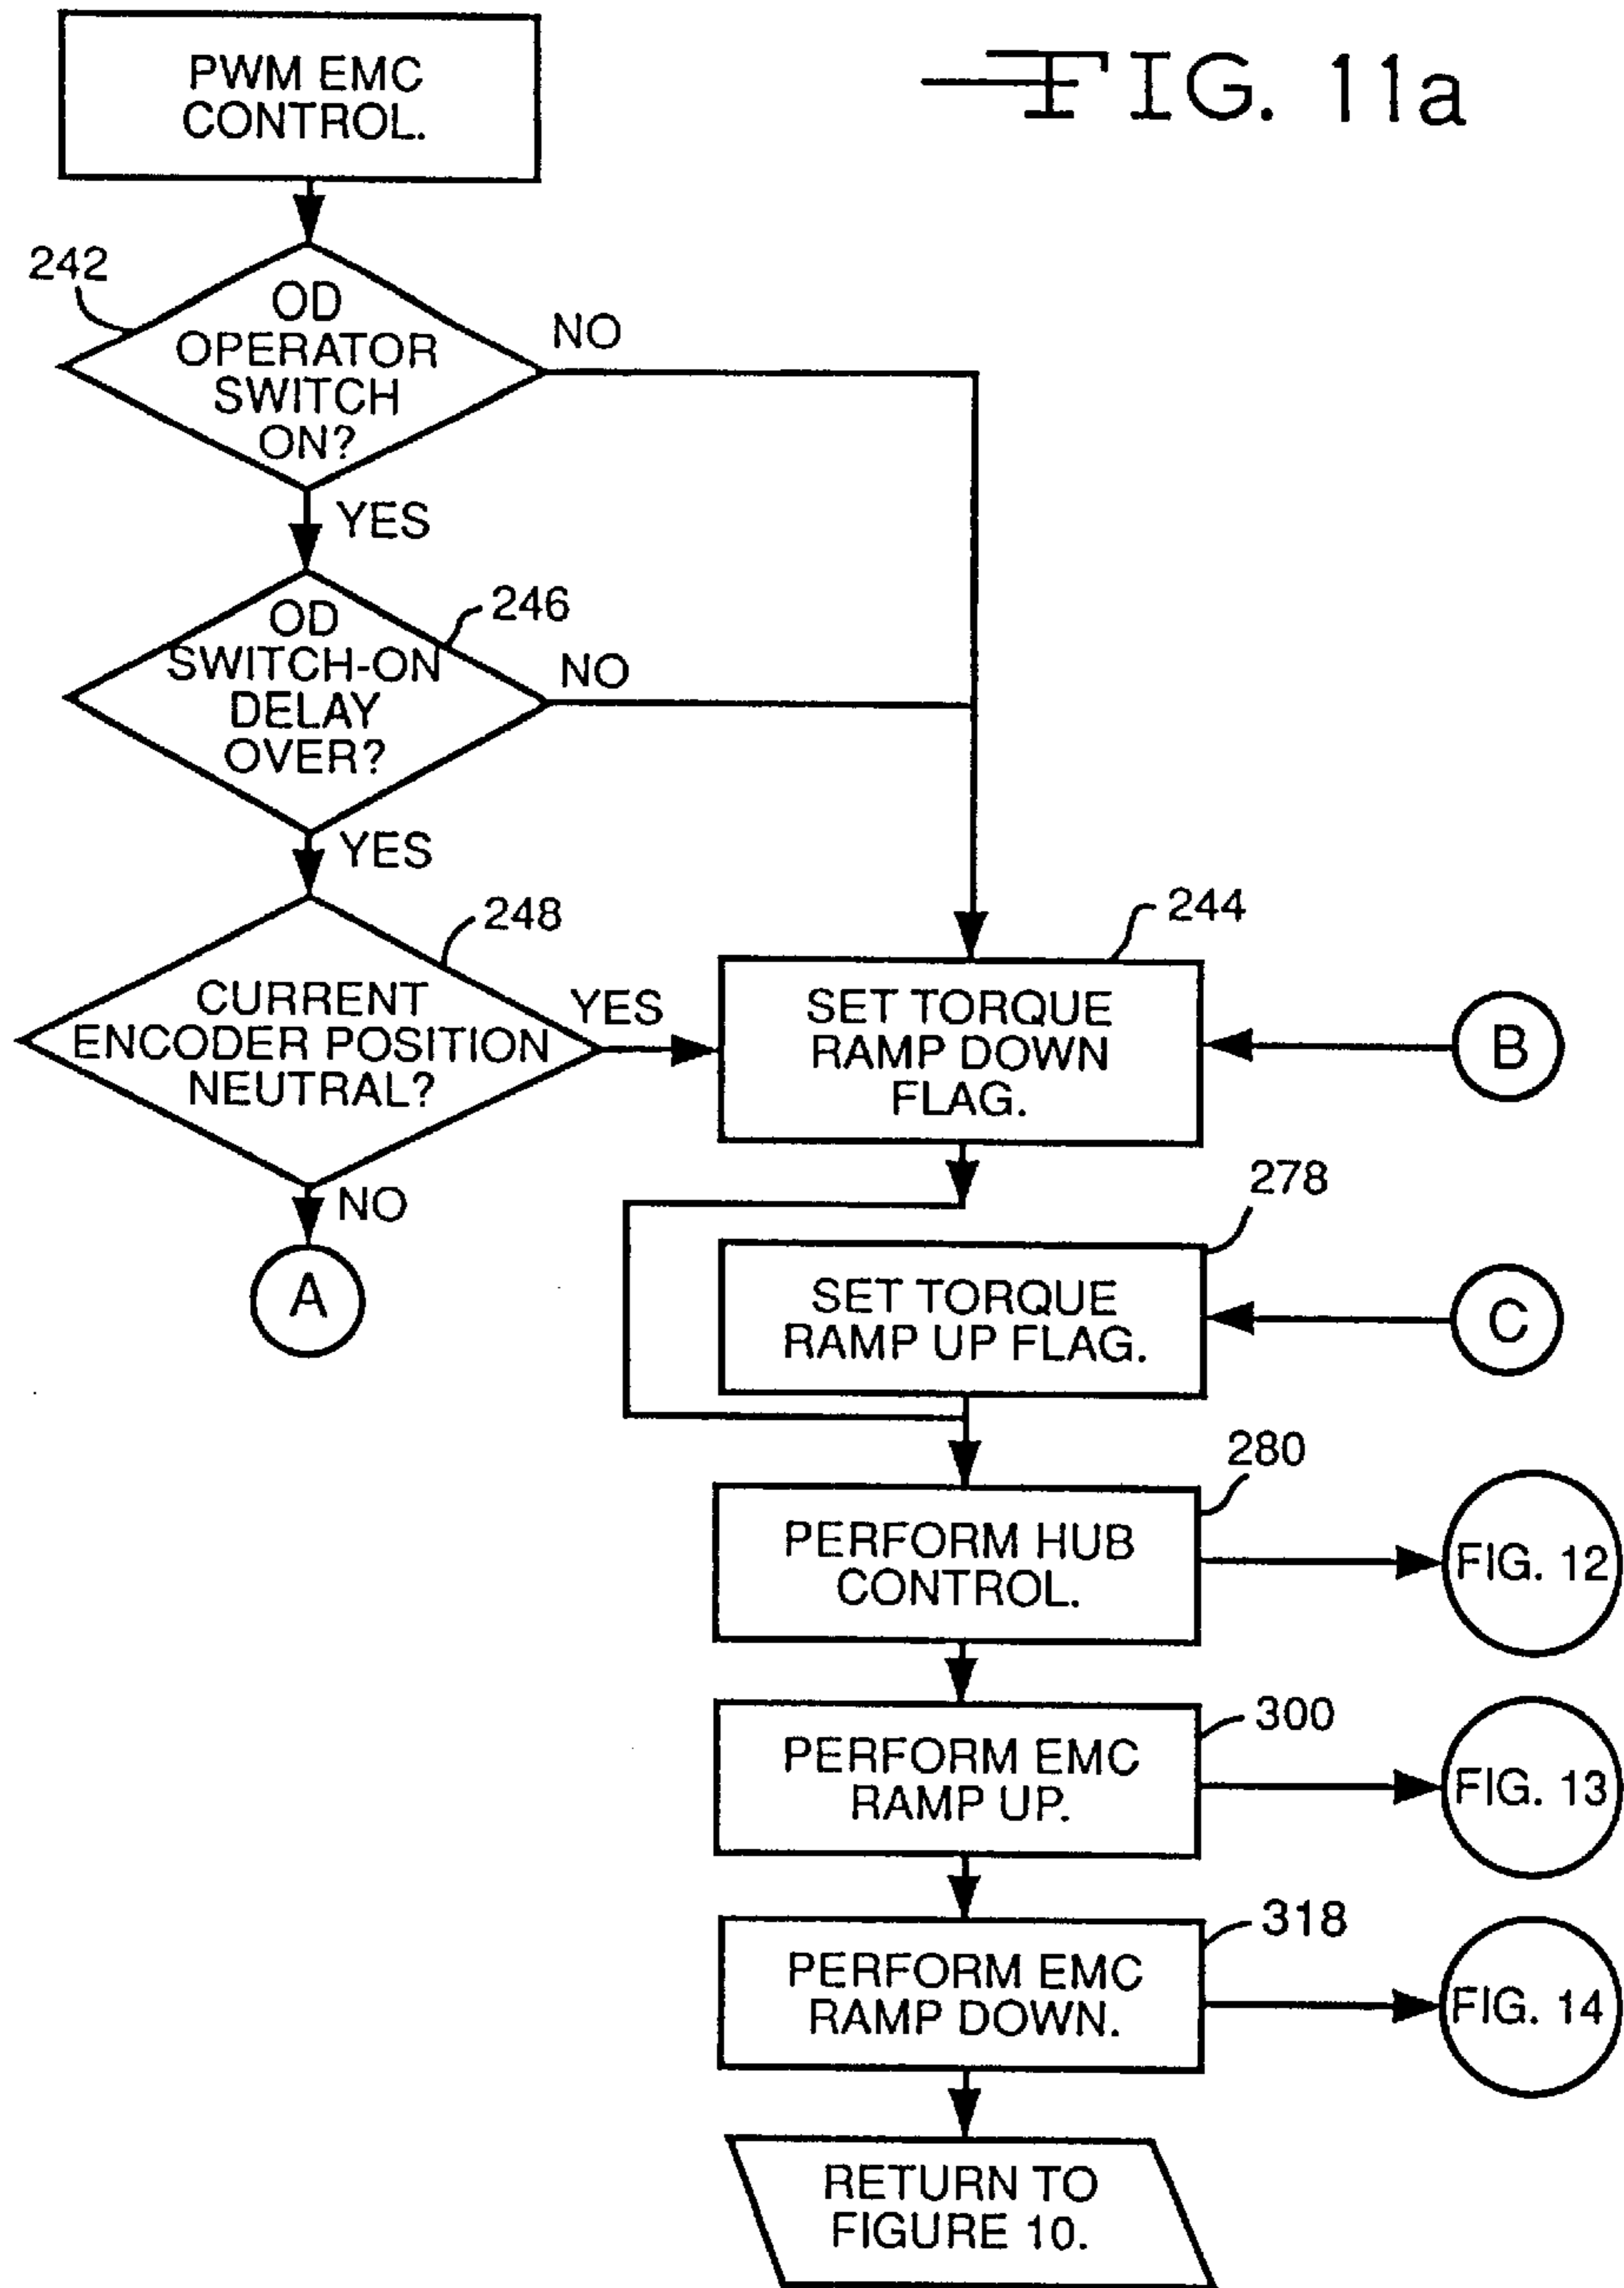 FIG. 11a
PWM EMC
CONTROL.
242
OD
OPERATOR
SWITCH
ON?
NO
YES
246
OD
SWITCH-ON
DELAY
OVER?
NO
YES
248
CURRENT
ENCODER POSITION
NEUTRAL?
YES
NO
A
244
SET TORQUE
RAMP DOWN
FLAG.
B
278
SET TORQUE
RAMP UP FLAG.
C
280
PERFORM HUB
CONTROL.
FIG. 12
300
PERFORM EMC
RAMP UP.
FIG. 13
318
PERFORM EMC
RAMP DOWN.
FIG. 14
RETURN TO
FIGURE 10.